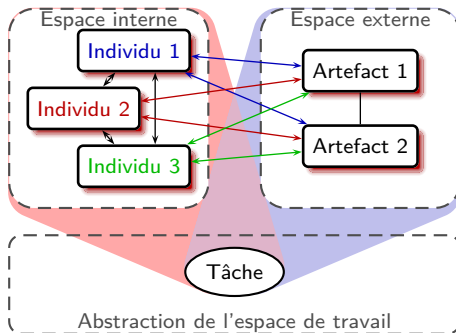 Espace interne
Espace externe
Individu 1
Artefact 1
Individu 2
Artefact 2
Individu 3
Tâche
Abstraction de l'espace de travail